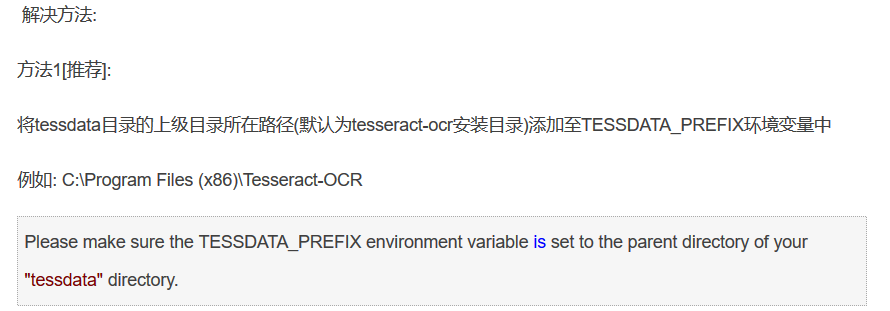 解决方法:
方法1[推荐]:
将tessdata目录的上级目录所在路径(默认为tesseract-ocr安装目录)添加至TESSDATA_PREFIX环境变量中
例如: C:\Program Files (x86)\Tesseract-OCR
Please make sure the TESSDATA_PREFIX environment variable is set to the parent directory of your
"tessdata" directory.